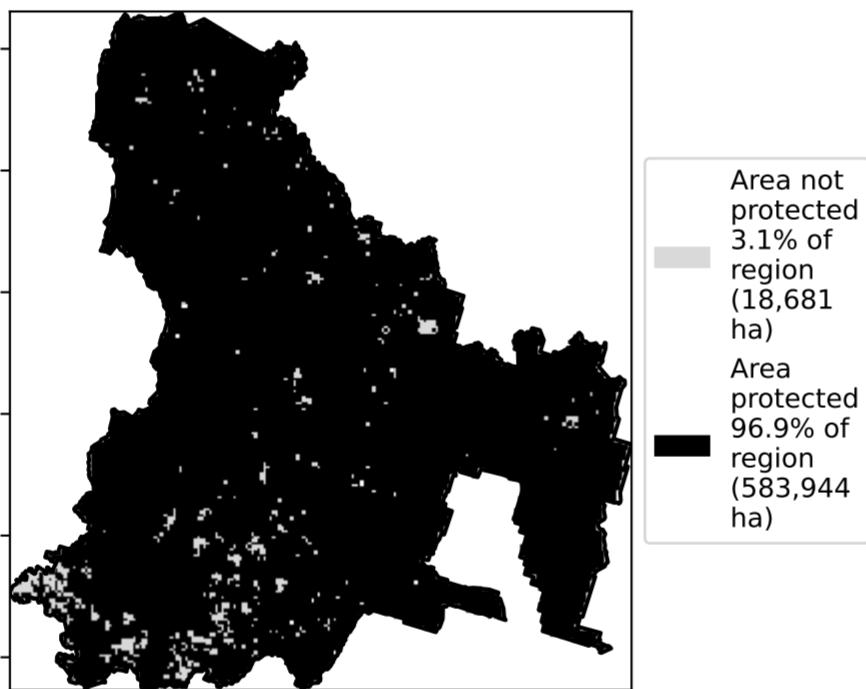 Area not
protected
3.1% of
region
(18,681
ha)
Area
protected
96.9% of
region
(583,944
ha)